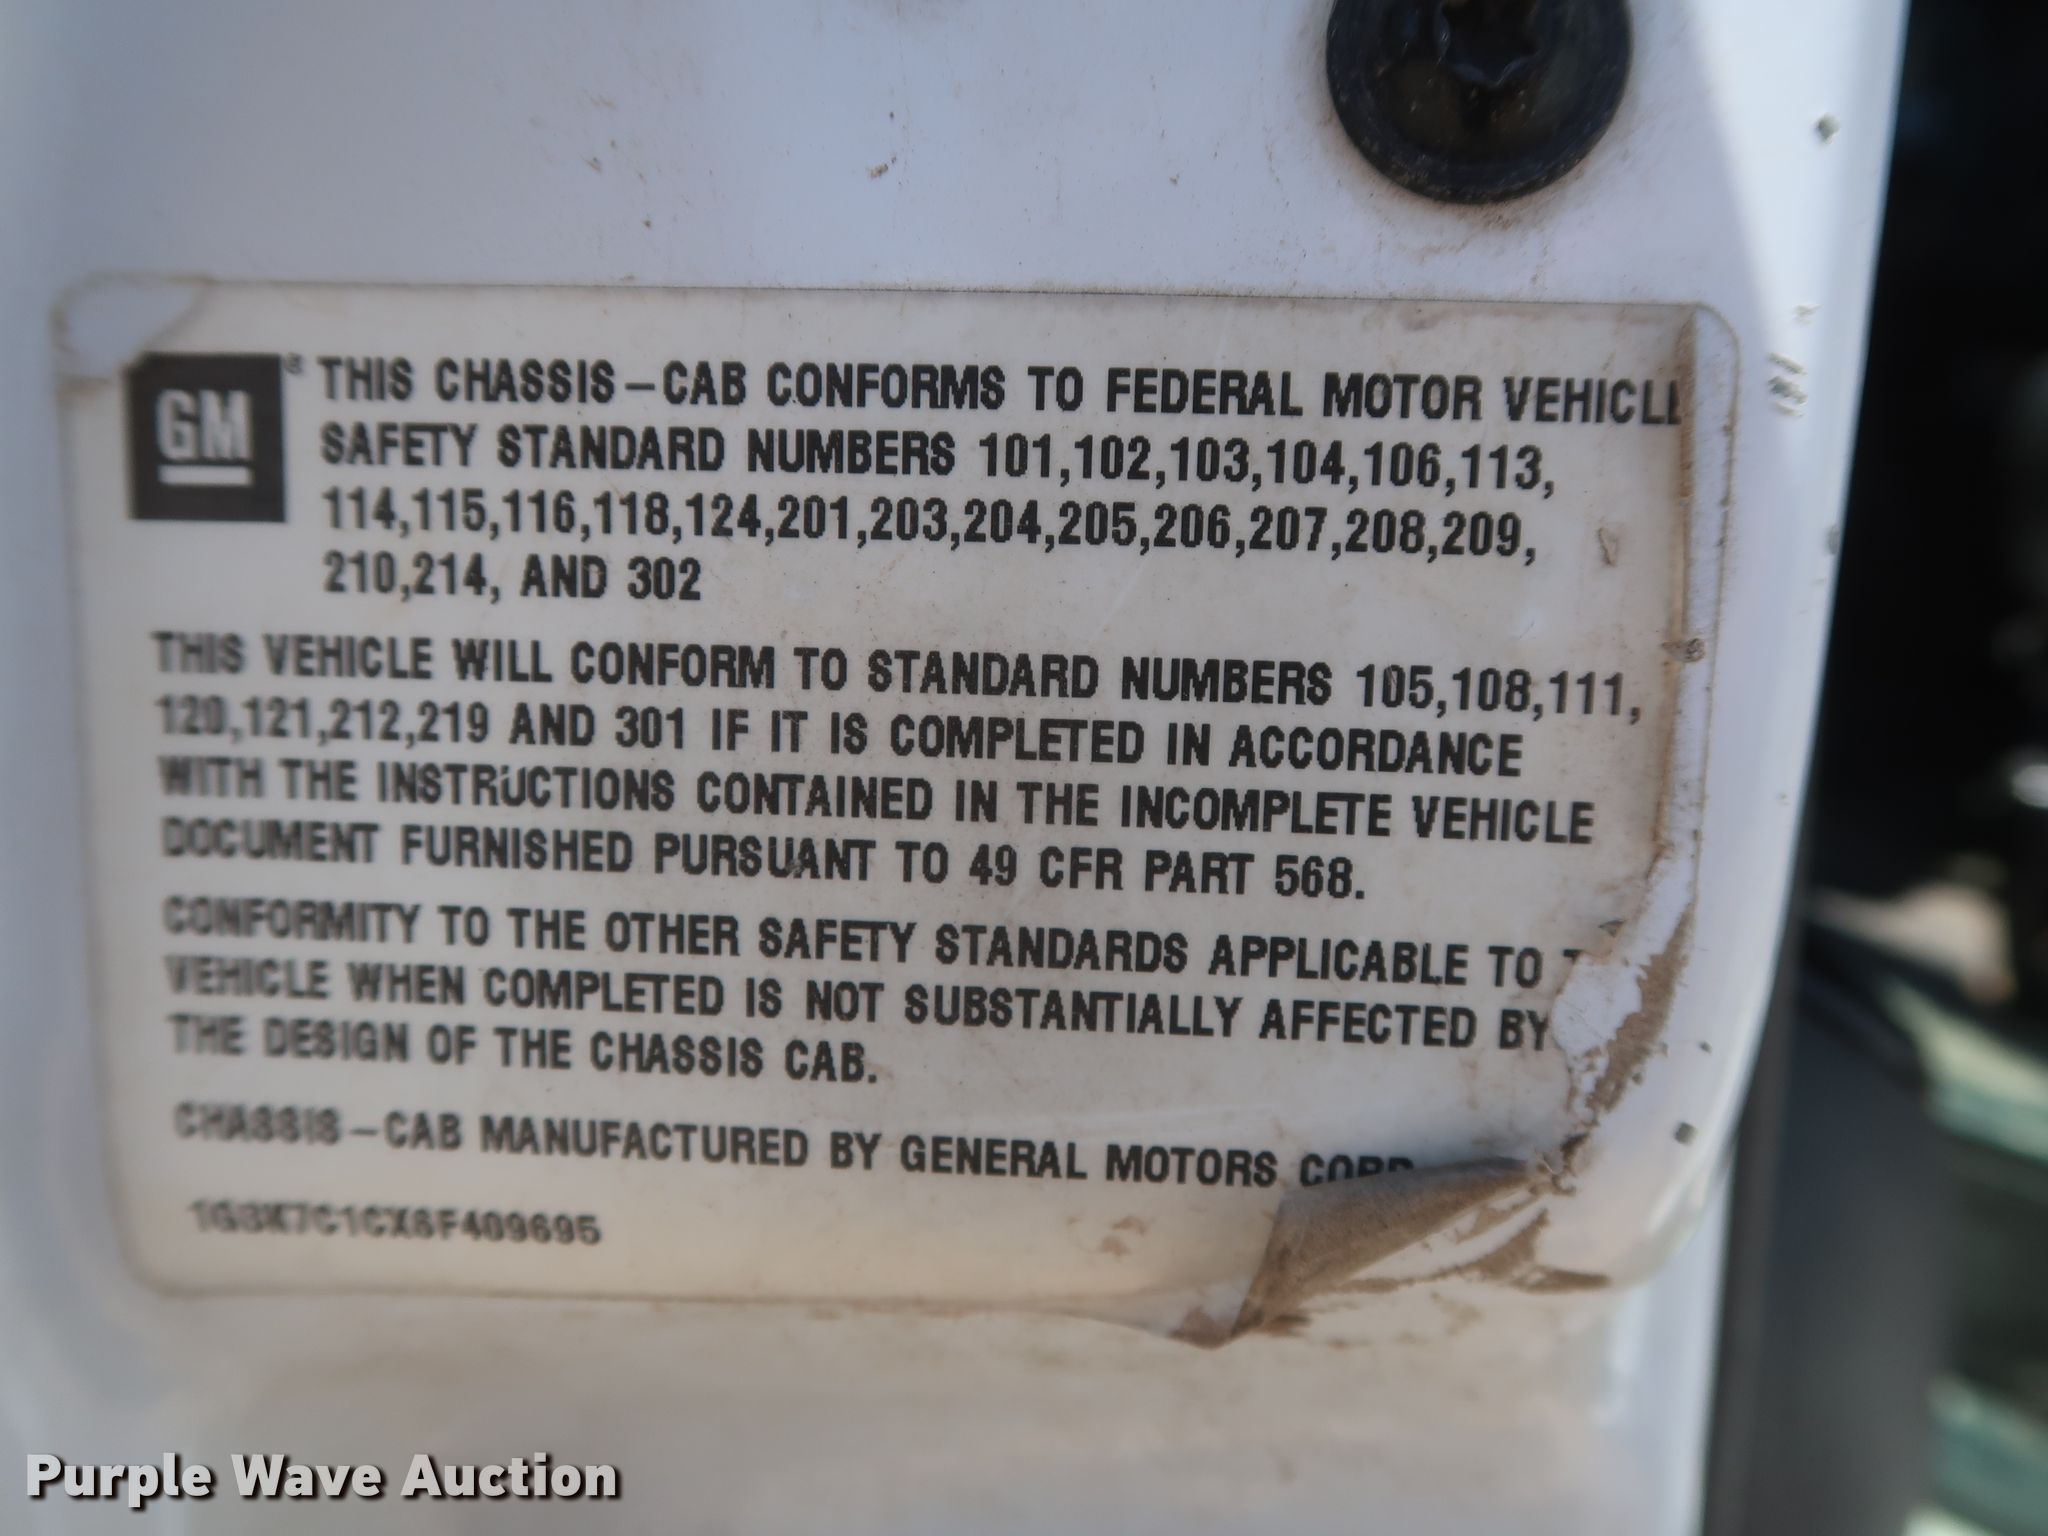 GM ® THIS CHASSIS-CAB CONFORMS TO FEDERAL MOTOR VEHICLE
SAFETY STANDARD NUMBERS 101,102,103,104,106,113,
114,115,116,118,124,201,203,204,205,206,207,208,209,
210,214, AND 302
THIS VEHICLE WILL CONFORM TO STANDARD NUMBERS 105,108,111,
120,121,212,219 AND 301 IF IT IS COMPLETED IN ACCORDANCE
WITH THE INSTRUCTIONS CONTAINED IN THE INCOMPLETE VEHICLE
DOCUMENT FURNISHED PURSUANT TO 49 CFR PART 568.
CONFORMITY TO THE OTHER SAFETY STANDARDS APPLICABLE TO
VEHICLE WHEN COMPLETED IS NOT SUBSTANTIALLY AFFECTED BY
THE DESIGN OF THE CHASSIS CAB.
CHASSIS-CAB MANUFACTURED BY GENERAL MOTORS CORP
1GBK7C1CX6F409695
Purple Wave Auction